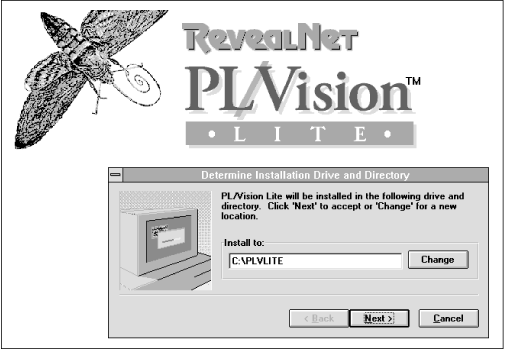 RevealNet
PL/Vision™
• LITE •
Determine Installation Drive and Directory
PL/Vision Lite will be installed in the following drive and
directory. Click 'Next' to accept or 'Change' for a new
location.
Install to:
C:\PLVLITE
Change
< Back
Next >
Cancel